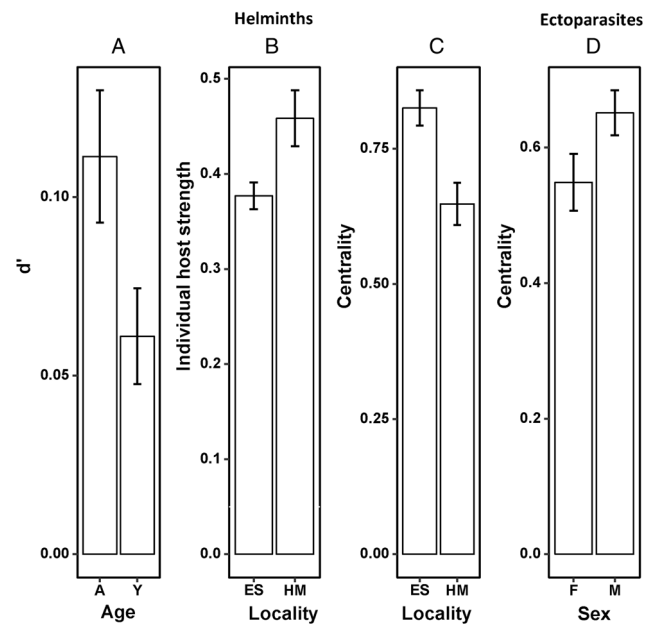 Helminths
Ectoparasites
A
B
C
D
d'
0.10
0.05
0.00
A
Y
Age
Individual host strength
0.5
0.4
0.3
0.2
0.1
0.0
ES HM
Locality
Centrality
0.75
0.50
0.25
0.00
ES HM
Locality
Centrality
0.6
0.4
0.2
0.0
F
M
Sex